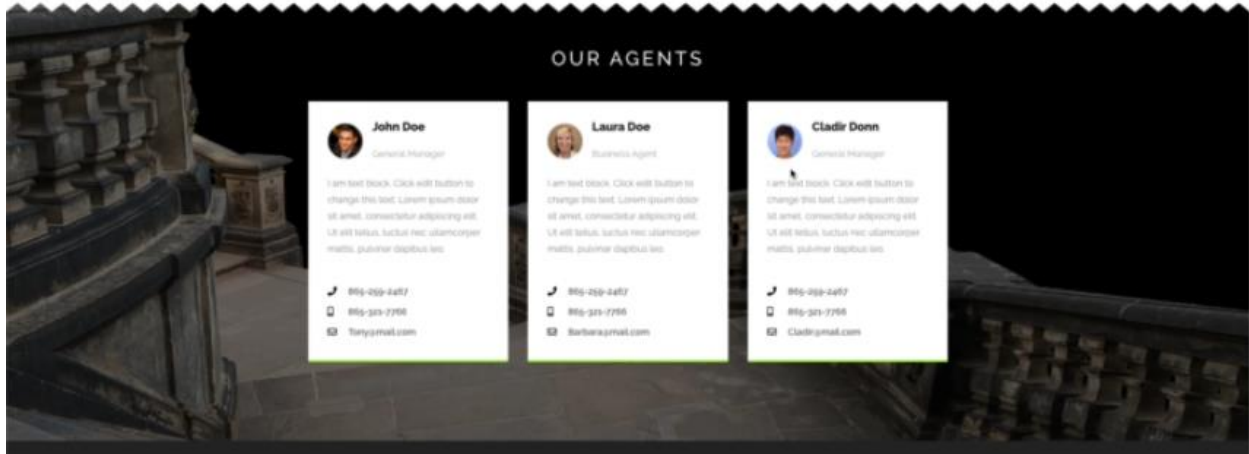 OUR AGENTS
John Doe
General Manager
I am text block. Click edit button to
change this text. Lorem ipsum dolor
sit amet, consectetur adipiscing elit.
Ut elit tellus, luctus nec ullamcorper
mattis, pulvinar dapibus leo.
865-259-2467
865-321-7766
Tony@mail.com
Laura Doe
Business Agent
I am text block. Click edit button to
change this text. Lorem ipsum dolor
sit amet, consectetur adipiscing elit.
Ut elit tellus, luctus nec ullamcorper
mattis, pulvinar dapibus leo.
865-259-2467
865-321-7766
Barbara@mail.com
Cladir Donn
General Manager
I am text block. Click edit button to
change this text. Lorem ipsum dolor
sit amet, consectetur adipiscing elit.
Ut elit tellus, luctus nec ullamcorper
mattis, pulvinar dapibus leo.
865-259-2467
865-321-7766
Cladir@mail.com